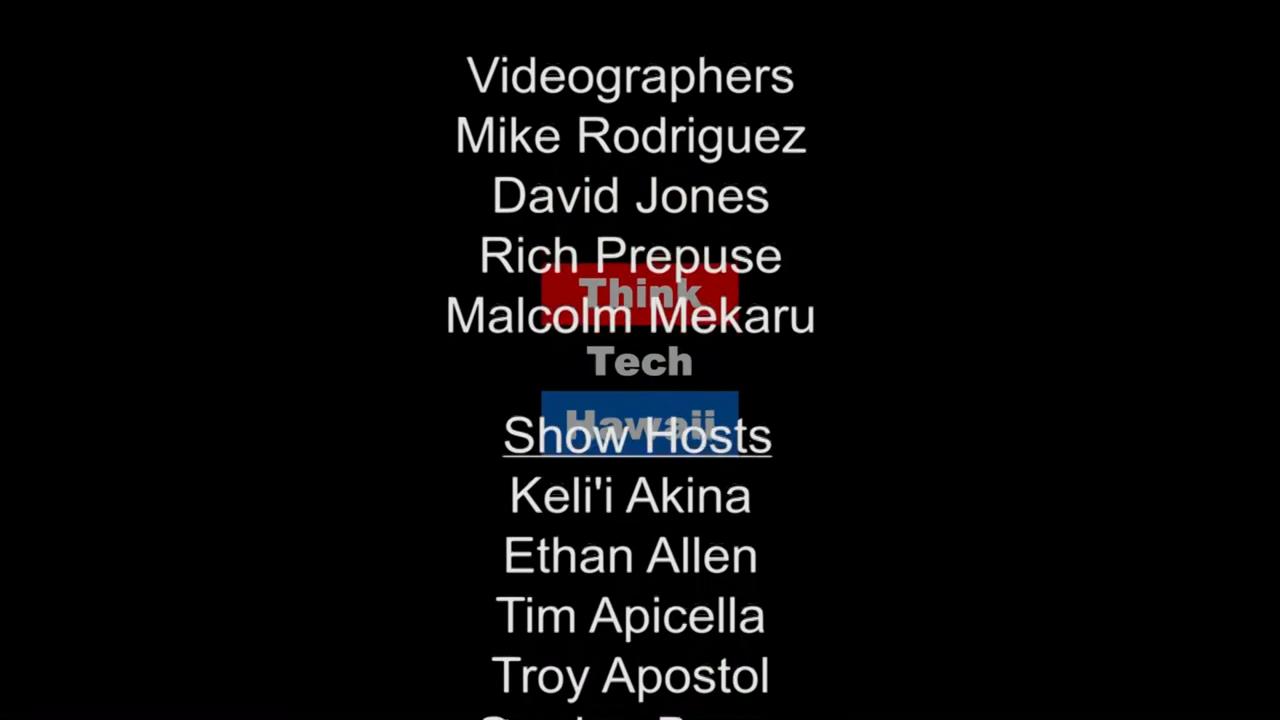 Videographers
Mike Rodriguez
David Jones
Rich Prepuse
Think
Malcolm Mekaru
Tech
Hawaii
Show Hosts
Keli'i Akina
Ethan Allen
Tim Apicella
Troy Apostol